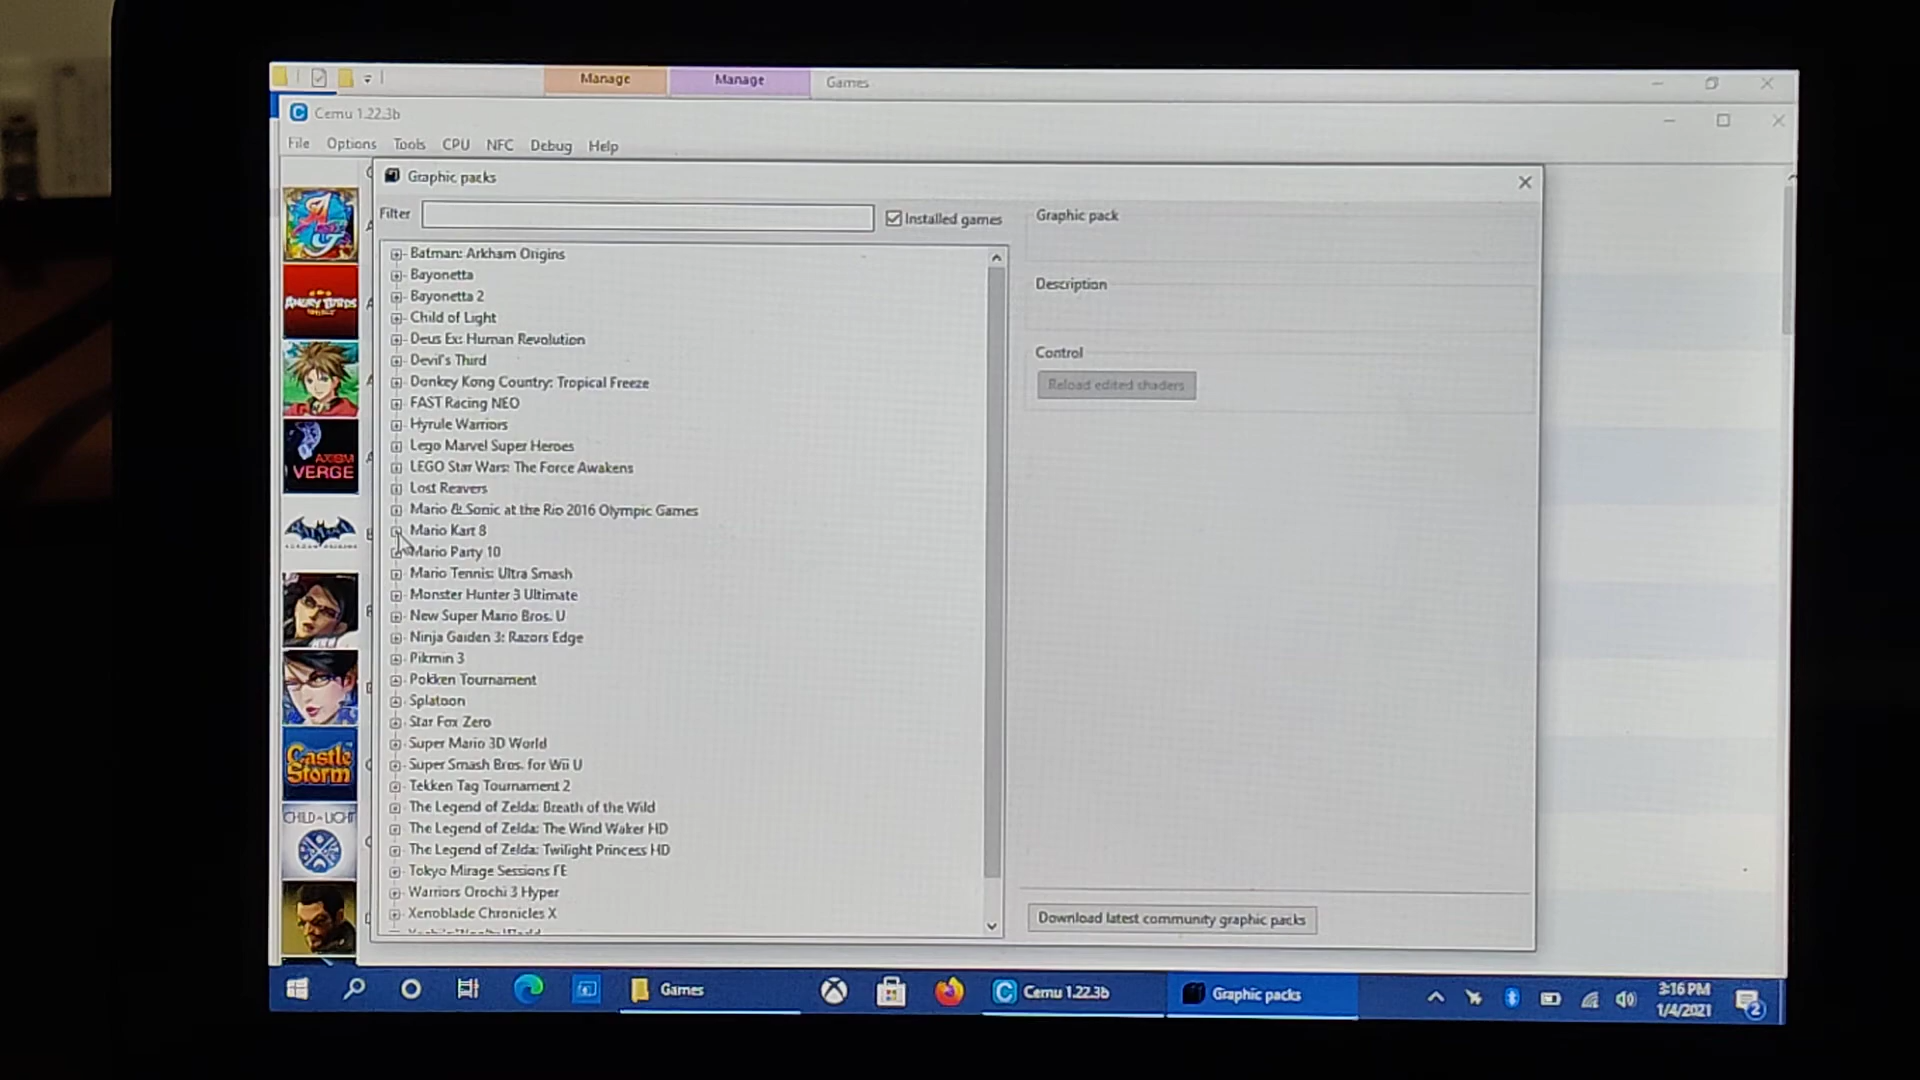 Manage
Manage
Games
Cemu 1.22.3b
File Options Tools CPU NFC Debug Help
Graphic packs
Filter
Installed games
Graphic pack
Description
Control
Reload edited shaders
Batman: Arkham Origins
Bayonetta
Bayonetta 2
Child of Light
Deus Ex: Human Revolution
Devil's Third
Donkey Kong Country: Tropical Freeze
FAST Racing NEO
Hyrule Warriors
Lego Marvel Super Heroes
LEGO Star Wars: The Force Awakens
Lost Reavers
Mario & Sonic at the Rio 2016 Olympic Games
Mario Kart 8
Mario Party 10
Mario Tennis: Ultra Smash
Monster Hunter 3 Ultimate
New Super Mario Bros. U
Ninja Gaiden 3: Razors Edge
Pikmin 3
Pokken Tournament
Splatoon
Star Fox Zero
Super Mario 3D World
Super Smash Bros. for Wii U
Tekken Tag Tournament 2
The Legend of Zelda: Breath of the Wild
The Legend of Zelda: The Wind Waker HD
The Legend of Zelda: Twilight Princess HD
Tokyo Mirage Sessions FE
Warriors Orochi 3 Hyper
Xenoblade Chronicles X
Download latest community graphic packs
ANGRY BIRDS
AXIOM
VERGE
Castle
Storm
CHILD of LIGHT
Games
Cemu 1.22.3b
Graphic packs
3:16 PM
1/4/2021
2